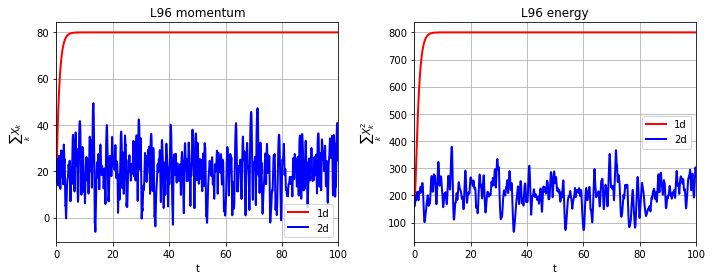 L96 momentum
80
60
40
20
0
∑ₖ Xₖ
0 20 40 60 80 100
t
1d
2d
L96 energy
800
700
600
500
400
300
200
100
∑ₖ Xₖ²
0 20 40 60 80 100
t
1d
2d